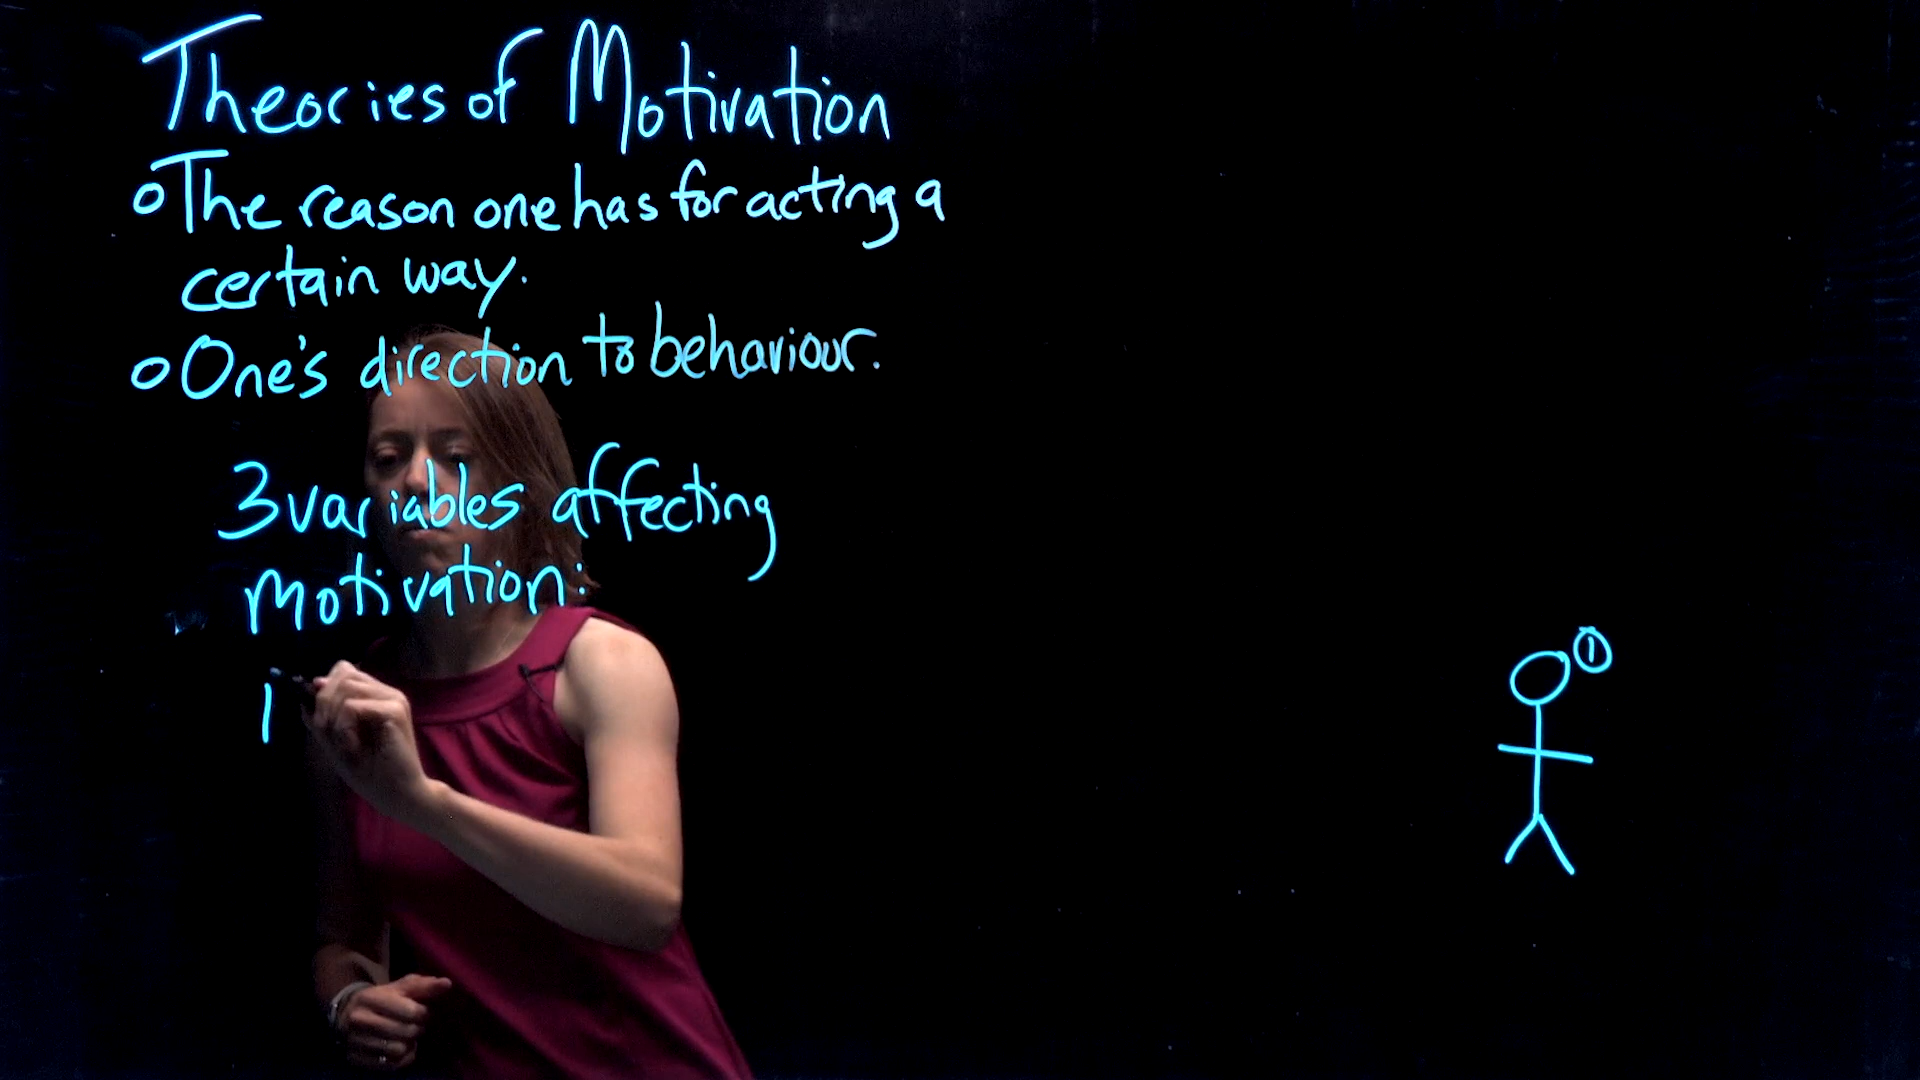 Theories of Motivation
o The reason one has for acting a
certain way.
o One's direction to behaviour.
3 variables affecting
motivation:
1
①